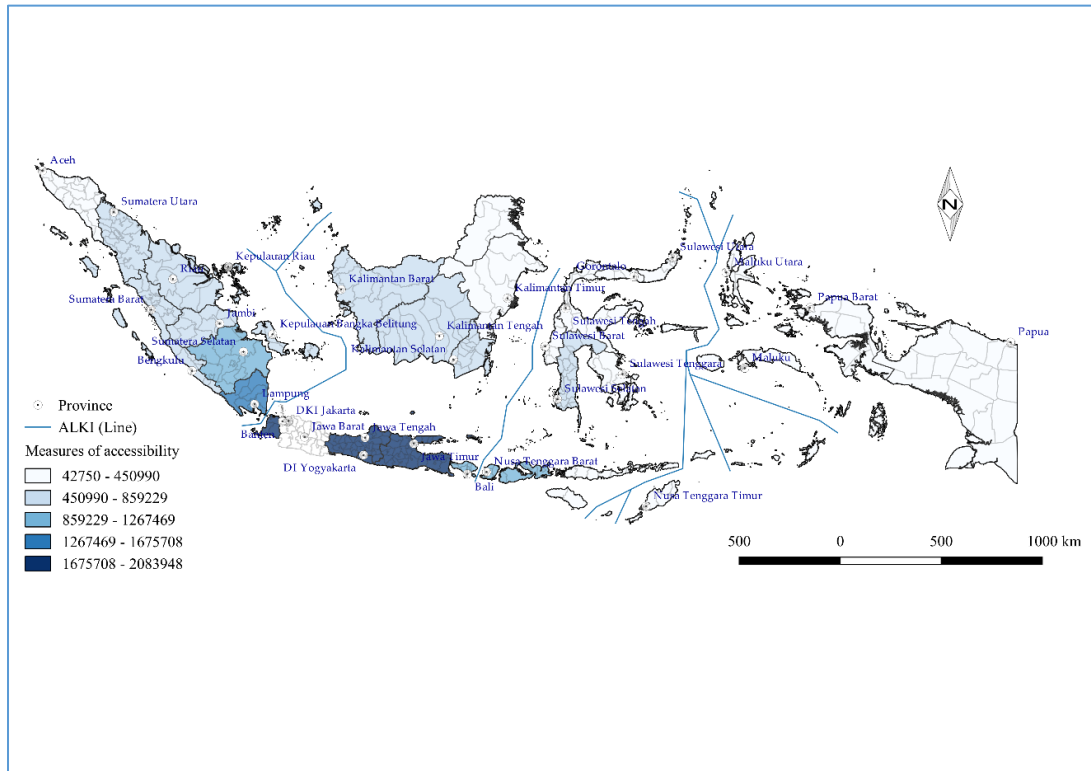 Aceh
Sumatera Utara
Kepulauan Riau
Riau
Sumatera Barat
Jambi
Kepulauan Bangka Belitung
Sumatera Selatan
Bengkulu
Lampung
Kalimantan Barat
Kalimantan Timur
Kalimantan Tengah
Kalimantan Selatan
Gorontalo
Sulawesi Utara
Maluku Utara
Sulawesi Tengah
Sulawesi Barat
Sulawesi Tenggara
Sulawesi Selatan
Maluku
Papua Barat
Papua
N
DKI Jakarta
Banten
Jawa Barat
Jawa Tengah
DI Yogyakarta
Jawa Timur
Bali
Nusa Tenggara Barat
Nusa Tenggara Timur
Province
ALKI (Line)
Measures of accessibility
42750 - 450990
450990 - 859229
859229 - 1267469
1267469 - 1675708
1675708 - 2083948
500 0 500 1000 km